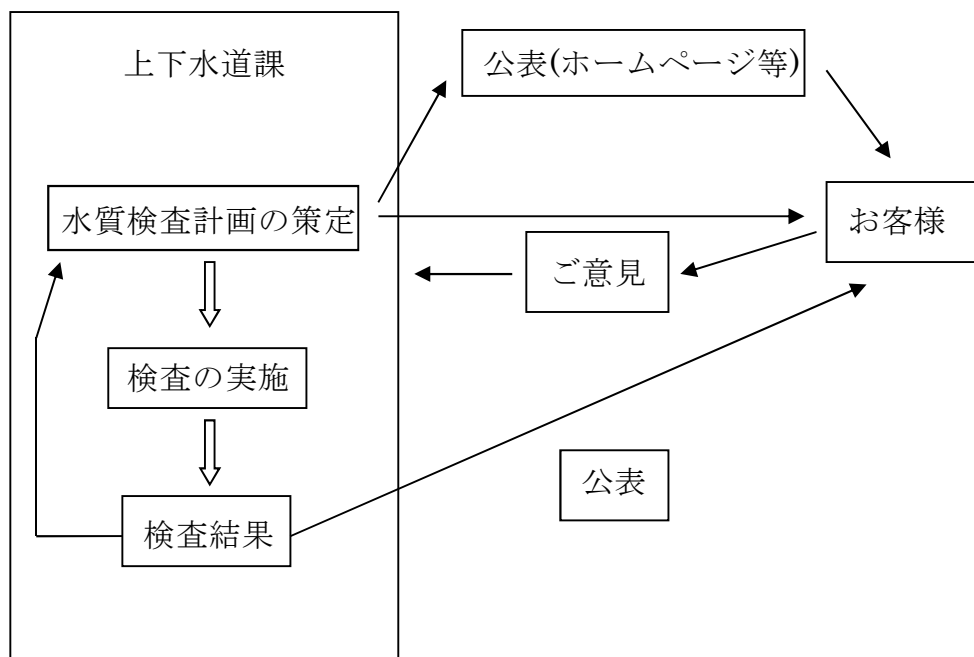 上下水道課
公表(ホームページ等)
水質検査計画の策定
お客様
ご意見
検査の実施
公表
検査結果